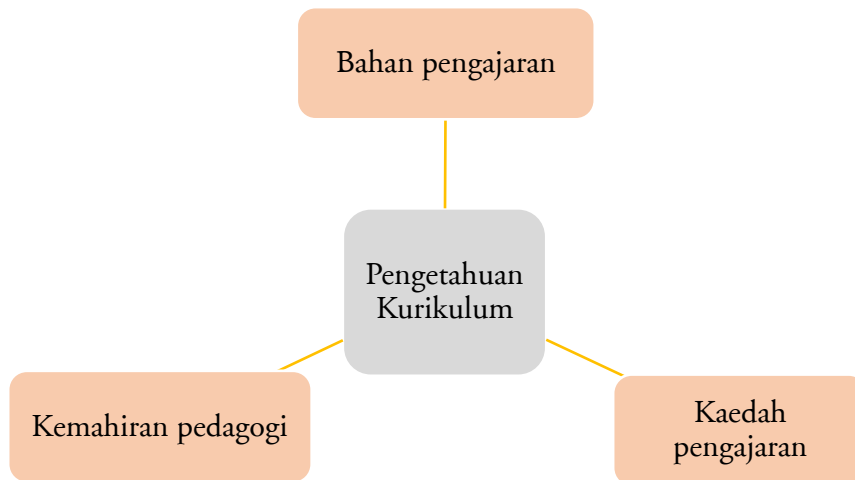 Bahan pengajaran
Pengetahuan
Kurikulum
Kemahiran pedagogi
Kaedah
pengajaran